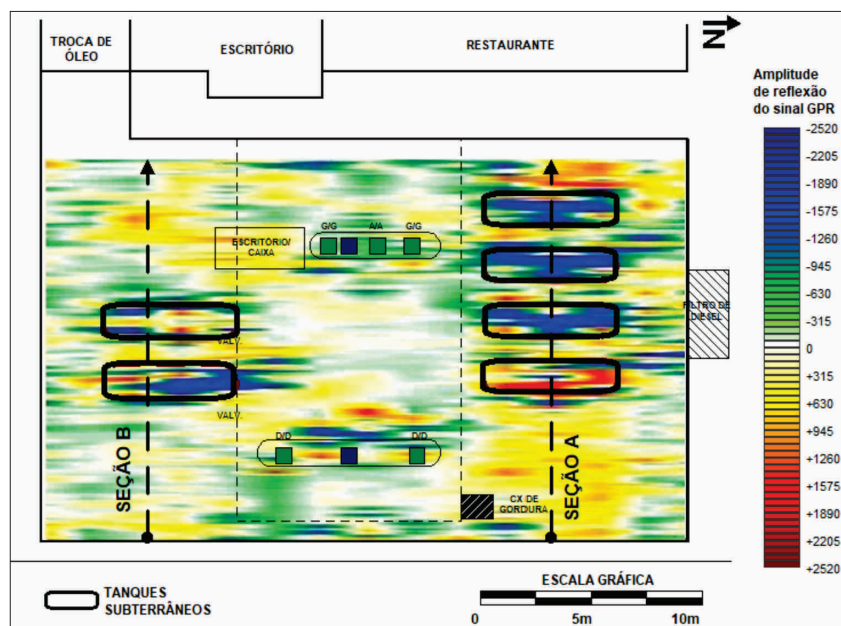 TROCA DE
ÓLEO
ESCRITÓRIO
RESTAURANTE
N
Amplitude
de reflexão
do sinal GPR
-2520
-2205
-1890
-1575
-1260
-945
-630
-315
0
+315
+630
+945
+1260
+1575
+1890
+2205
+2520
G/G
A/A
G/G
ESCRITÓRIO/
CAIXA
FILTRO DE
DIESEL
VALV.
VALV.
D/D
D/D
SEÇÃO B
SEÇÃO A
CX DE
GORDURA
TANQUES
SUBTERRÂNEOS
ESCALA GRÁFICA
0
5m
10m